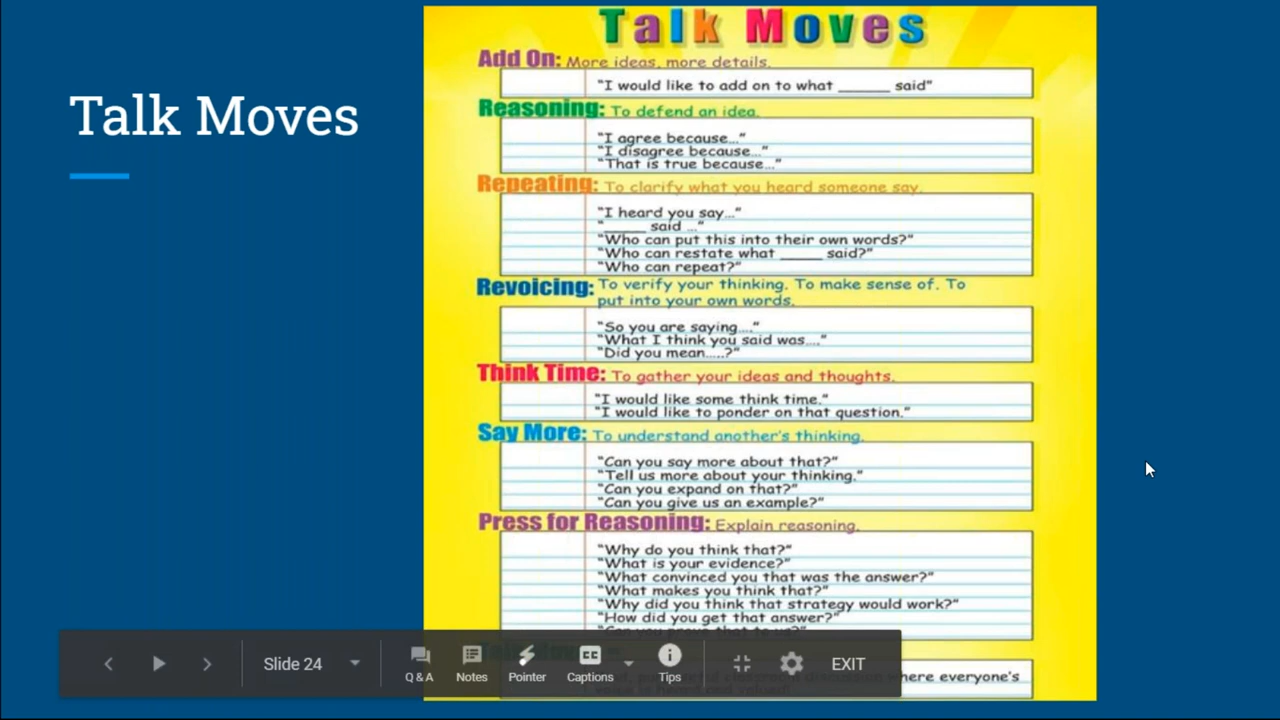 Talk Moves
Talk Moves
Add On: More ideas, more details.
"I would like to add on to what ______ said"
Reasoning: To defend an idea.
"I agree because..."
"I disagree because..."
"That is true because..."
Repeating: To clarify what you heard someone say.
"I heard you say..."
"_____ said ..."
"Who can put this into their own words?"
"Who can restate what _____ said?"
"Who can repeat?"
Revoicing: To verify your thinking. To make sense of. To
put into your own words.
"So you are saying...."
"What I think you said was...."
"Did you mean.....?"
Think Time: To gather your ideas and thoughts.
"I would like some think time."
"I would like to ponder on that question."
Say More: To understand another's thinking.
"Can you say more about that?"
"Tell us more about your thinking."
"Can you expand on that?"
"Can you give us an example?"
Press for Reasoning: Explain reasoning.
"Why do you think that?"
"What is your evidence?"
"What convinced you that was the answer?"
"What makes you think that?"
"Why did you think that strategy would work?"
"How did you get that answer?"
"Can you prove that to us?"
where everyone's
Slide 24
Q & A
Notes
Pointer
Captions
Tips
EXIT